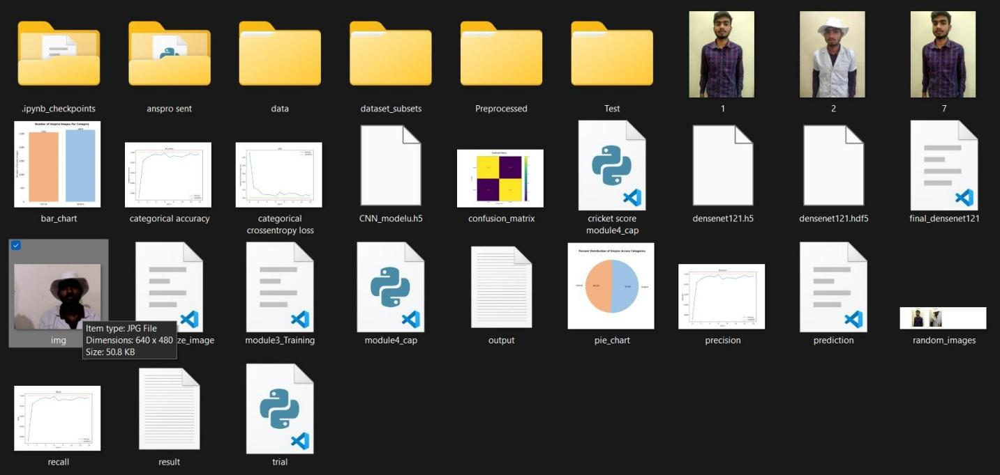 .ipynb_checkpoints
anspro sent
data
dataset_subsets
Preprocessed
Test
1
2
7
Number of Umpire Images Per Category
bar_chart
categorical accuracy
categorical
crossentropy loss
CNN_modelu.h5
confusion_matrix
cricket score
module4_cap
densenet121.h5
densenet121.hdf5
final_densenet121
img
Item type: JPG File
Dimensions: 640 x 480
Size: 50.8 KB
ze_image
module3_Training
module4_cap
output
Percent Distribution of Umpire Across Categories
pie_chart
precision
prediction
random_images
recall
result
trial